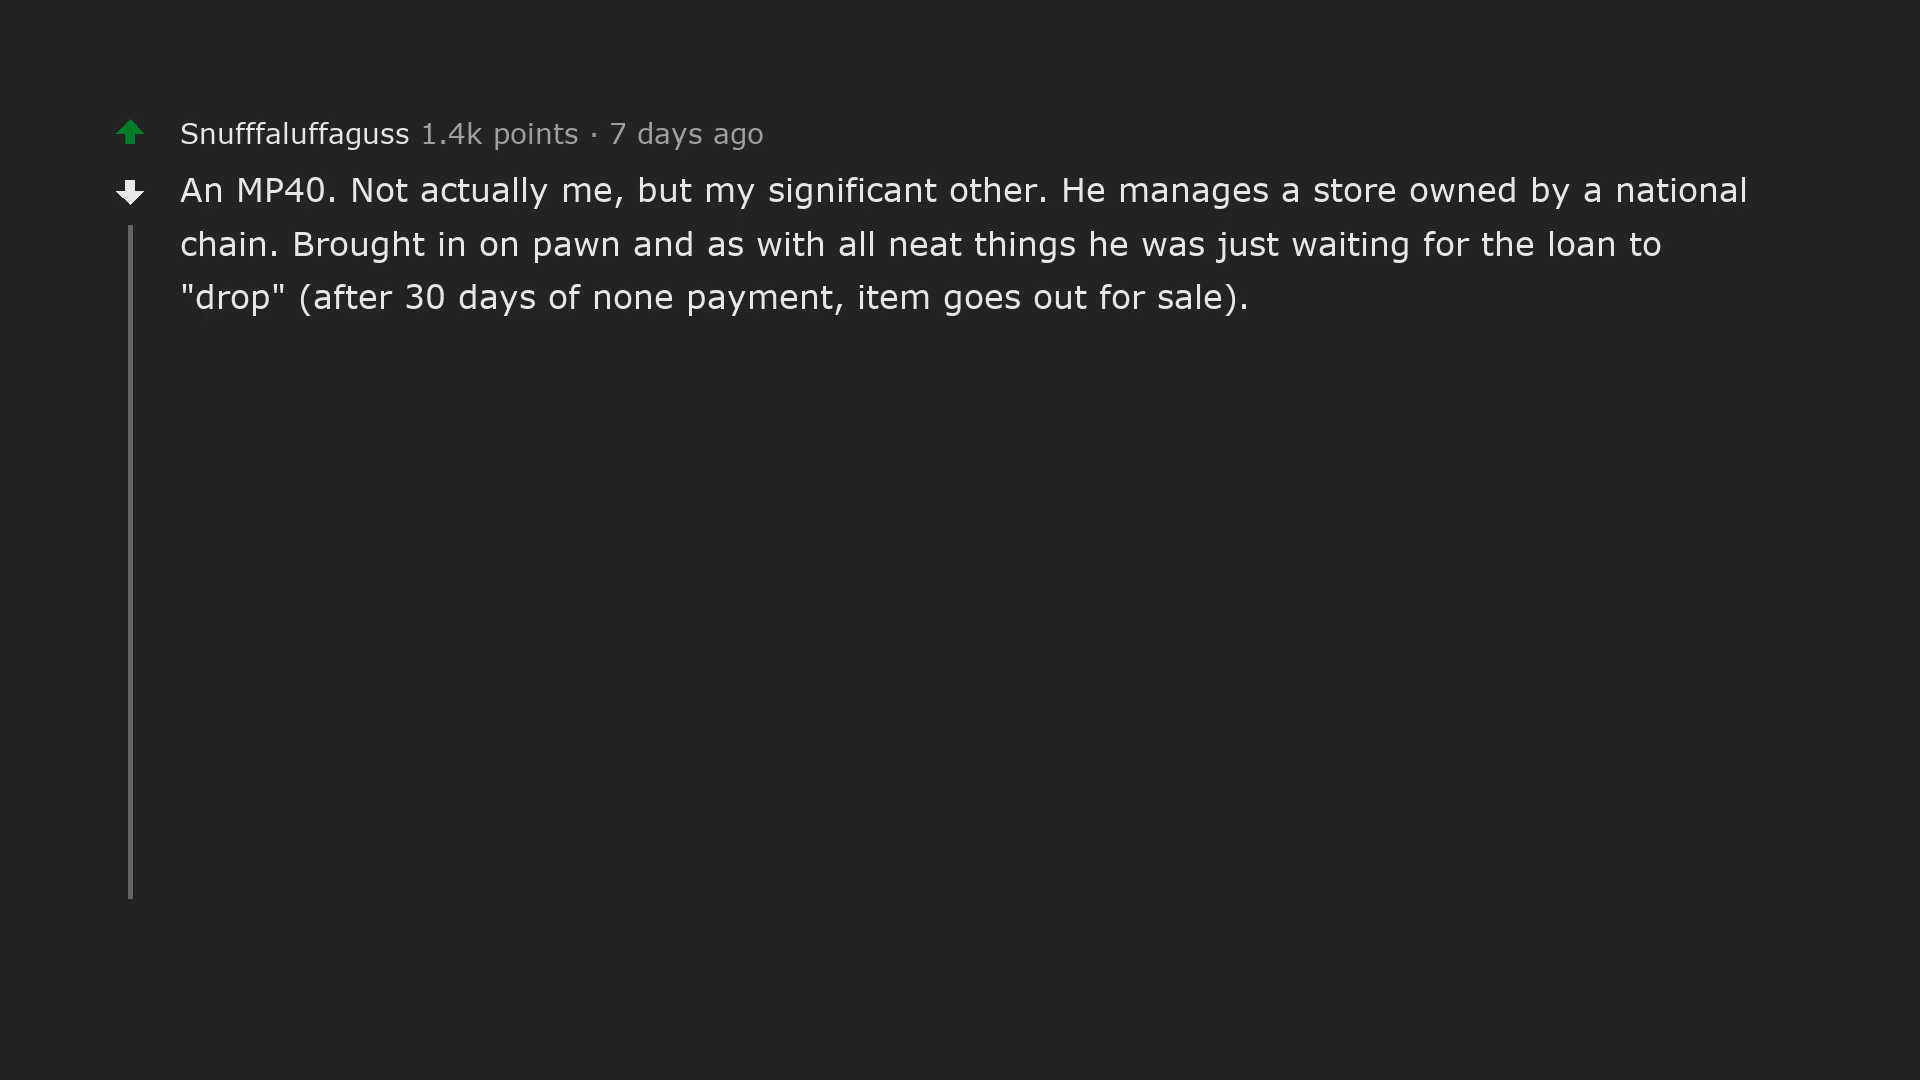 Snufffaluffaguss 1.4k points · 7 days ago
An MP40. Not actually me, but my significant other. He manages a store owned by a national
chain. Brought in on pawn and as with all neat things he was just waiting for the loan to
"drop" (after 30 days of none payment, item goes out for sale).